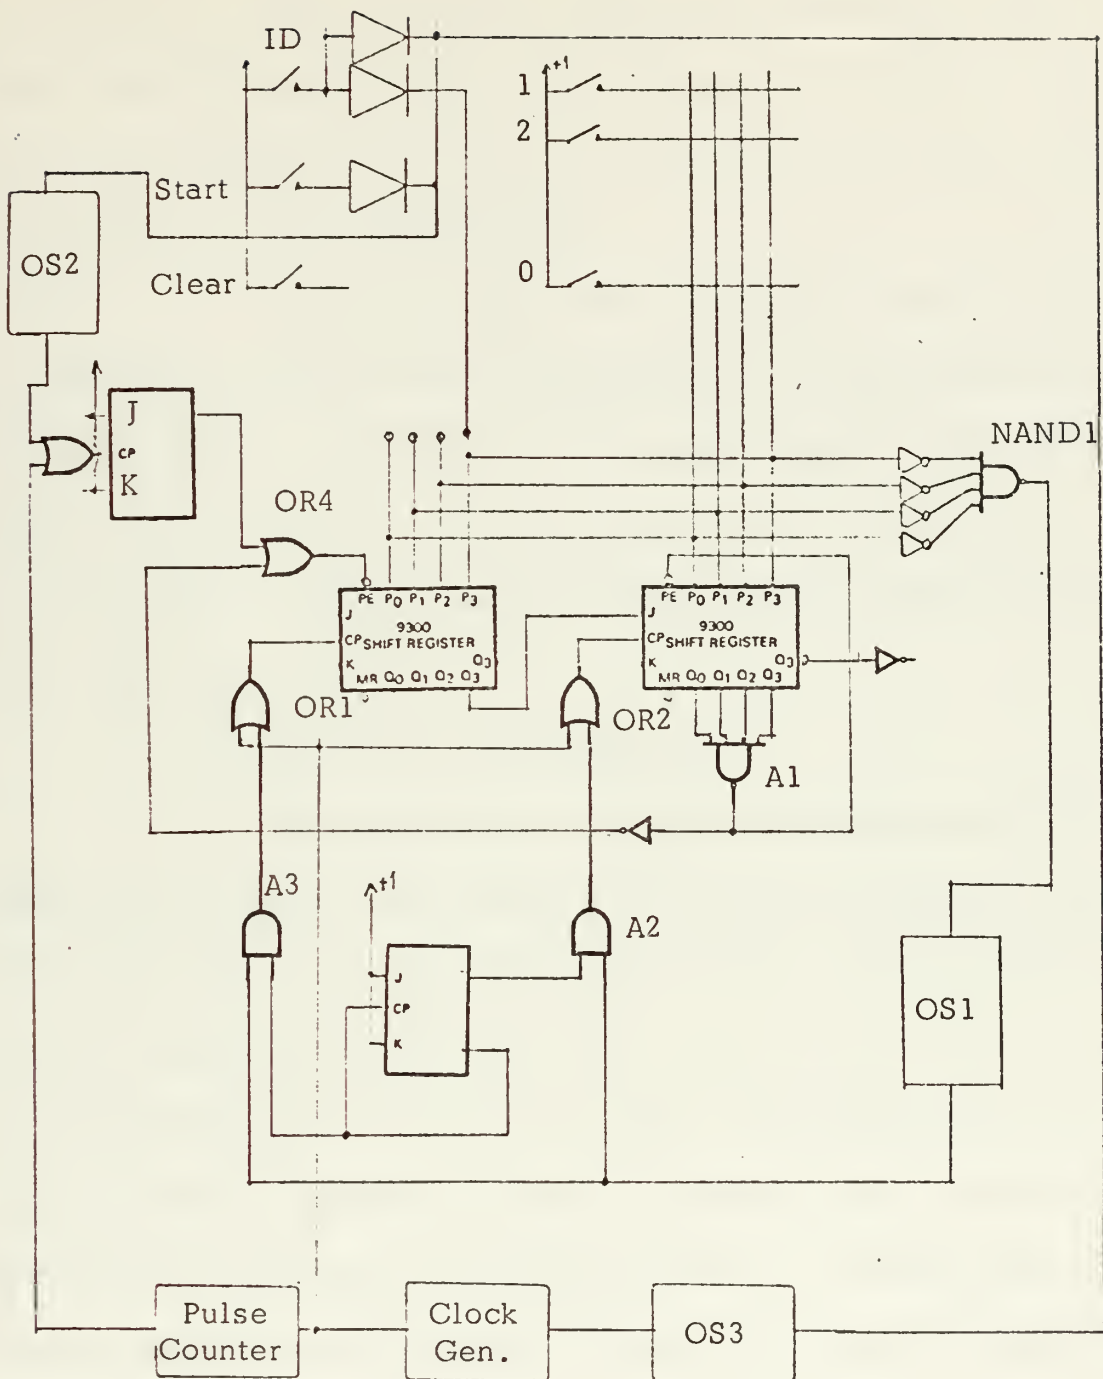 ID
+1
1
2
Start
OS2
Clear
0
J
CP
K
NAND1
OR4
PE P0 P1 P2 P3
J
9300
CP SHIFT REGISTER
K
Q3
MR Q0 Q1 Q2 Q3
PE P0 P1 P2 P3
J
9300
CP SHIFT REGISTER
K
Q3
MR Q0 Q1 Q2 Q3
OR1
OR2
A1
A3
+1
A2
J
CP
K
OS1
Pulse
Counter
Clock
Gen.
OS3